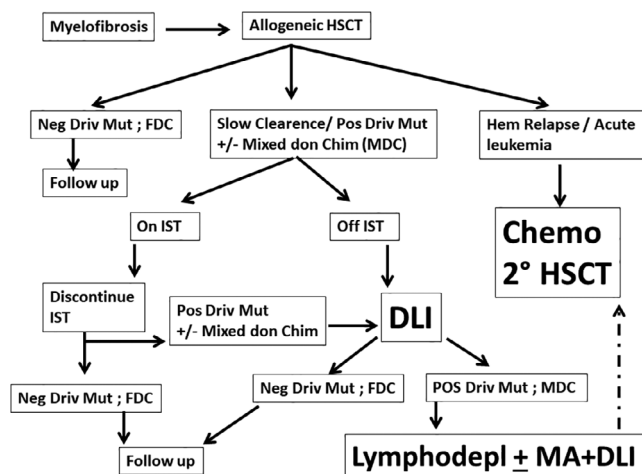 Myelofibrosis
Allogeneic HSCT
Neg Driv Mut ; FDC
Slow Clearence/ Pos Driv Mut
+/- Mixed don Chim (MDC)
Hem Relapse / Acute
leukemia
Follow up
On IST
Off IST
Chemo
2° HSCT
Discontinue
IST
Pos Driv Mut
+/- Mixed don Chim
DLI
Neg Driv Mut ; FDC
Neg Driv Mut ; FDC
POS Driv Mut ; MDC
Follow up
Lymphodepl ± MA+DLI